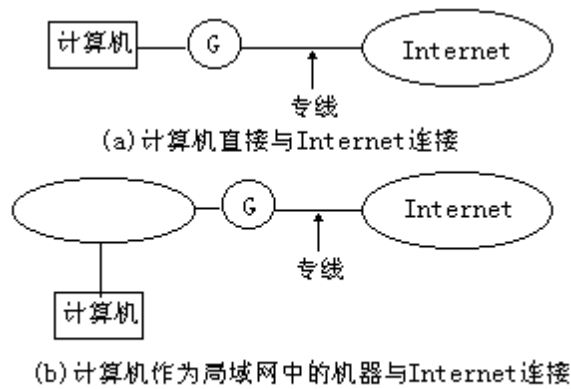 计算机 G Internet
专线
(a)计算机直接与Internet连接
G Internet
专线
计算机
(b)计算机作为局域网中的机器与Internet连接